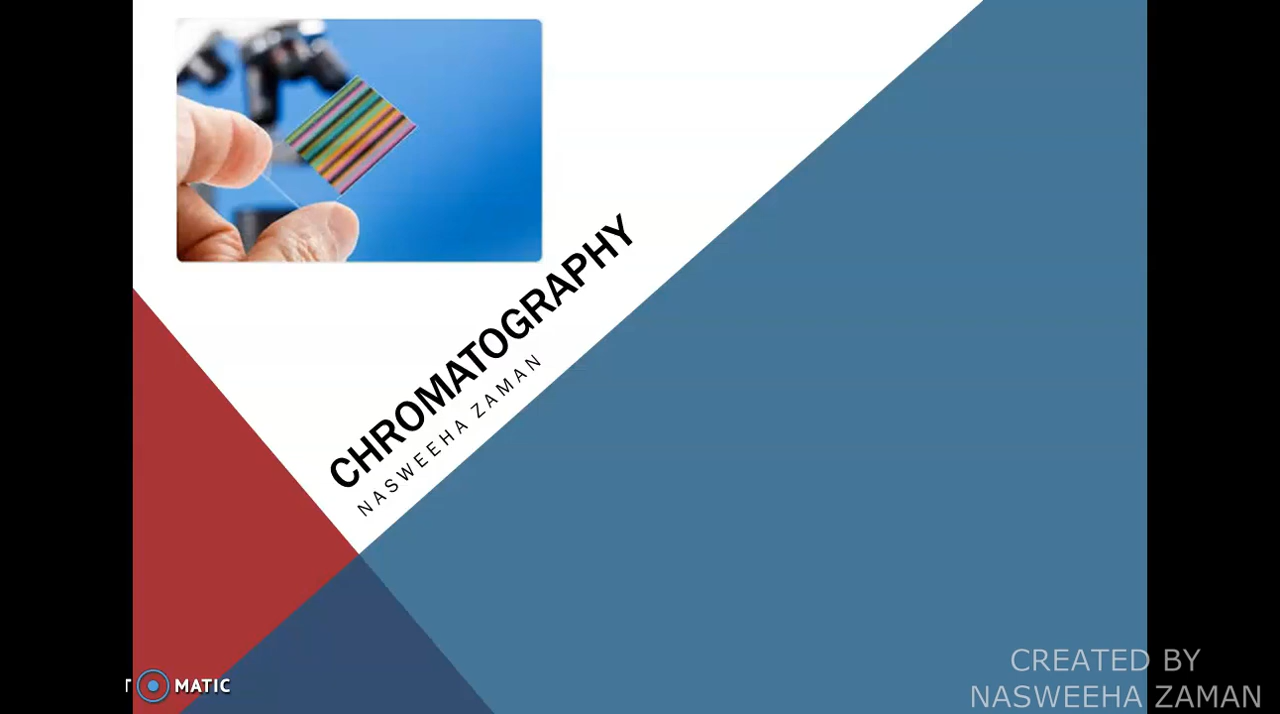 CHROMATOGRAPHY
NASWEEHA ZAMAN
CREATED BY
NASWEEHA ZAMAN
MATIC